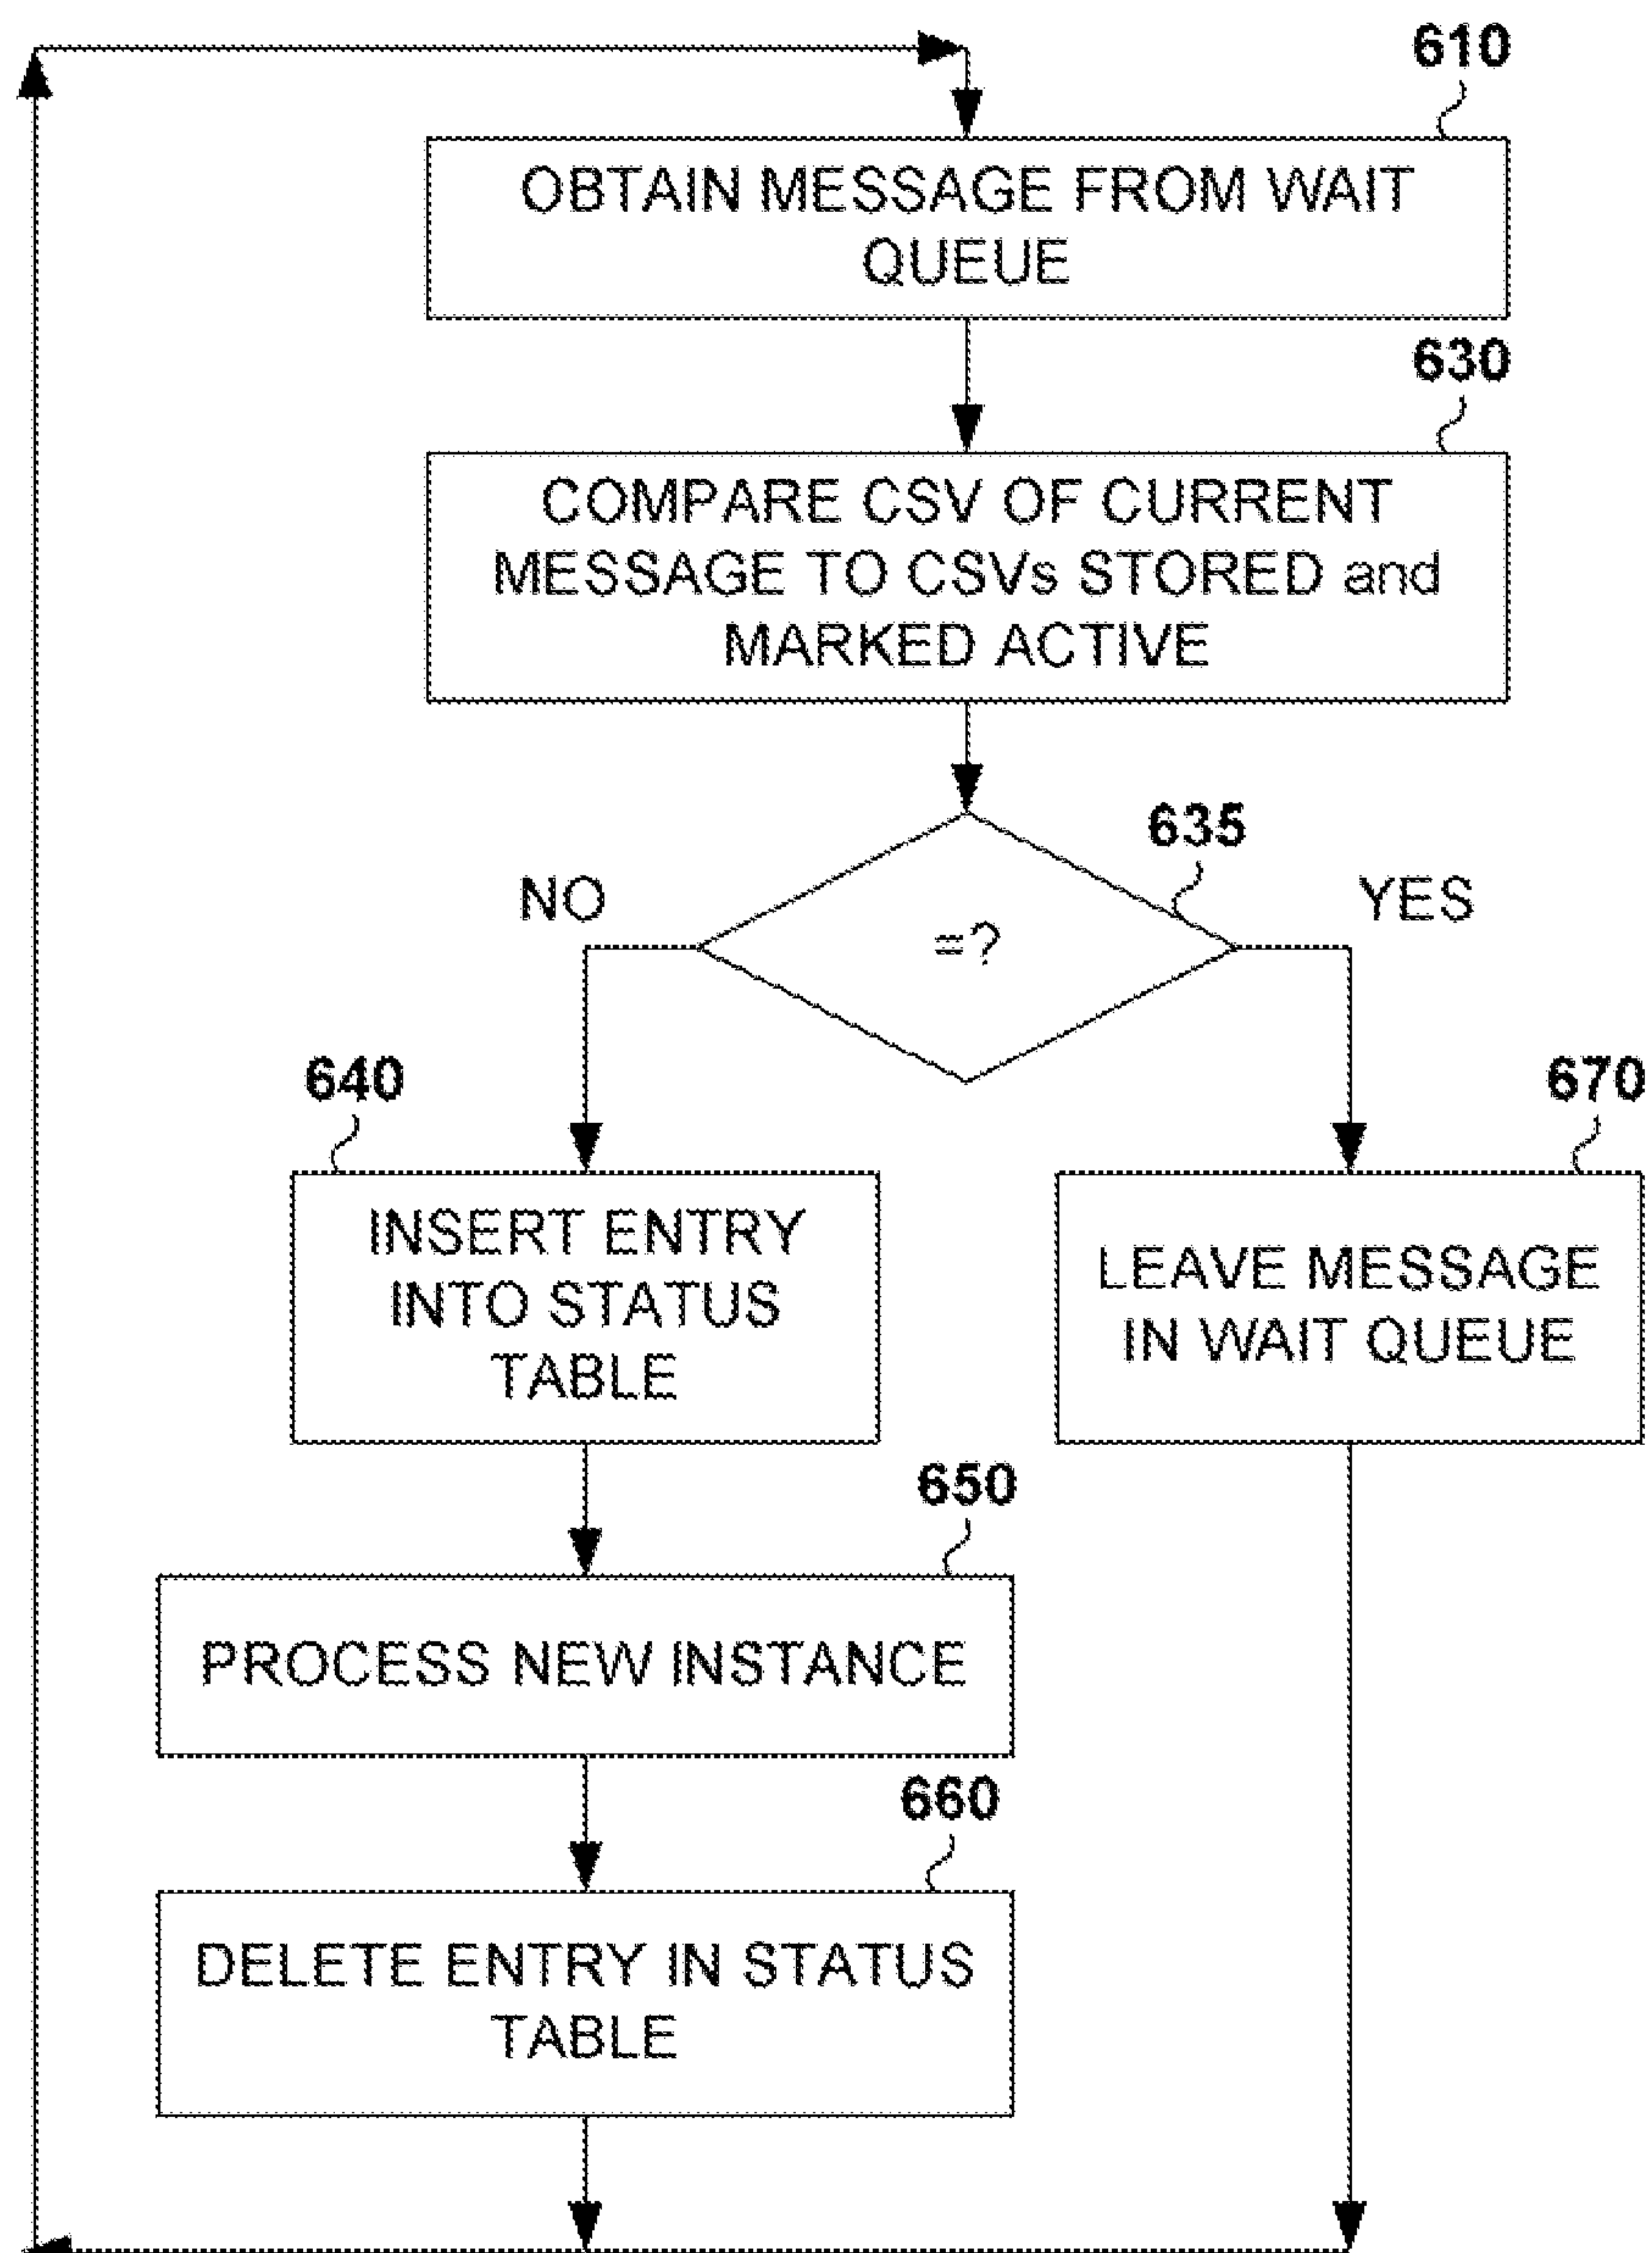 610
OBTAIN MESSAGE FROM WAIT
QUEUE
630
COMPARE CSV OF CURRENT
MESSAGE TO CSVs STORED and
MARKED ACTIVE
635
NO
YES
=?
640
670
INSERT ENTRY
INTO STATUS
TABLE
LEAVE MESSAGE
IN WAIT QUEUE
650
PROCESS NEW INSTANCE
660
DELETE ENTRY IN STATUS
TABLE